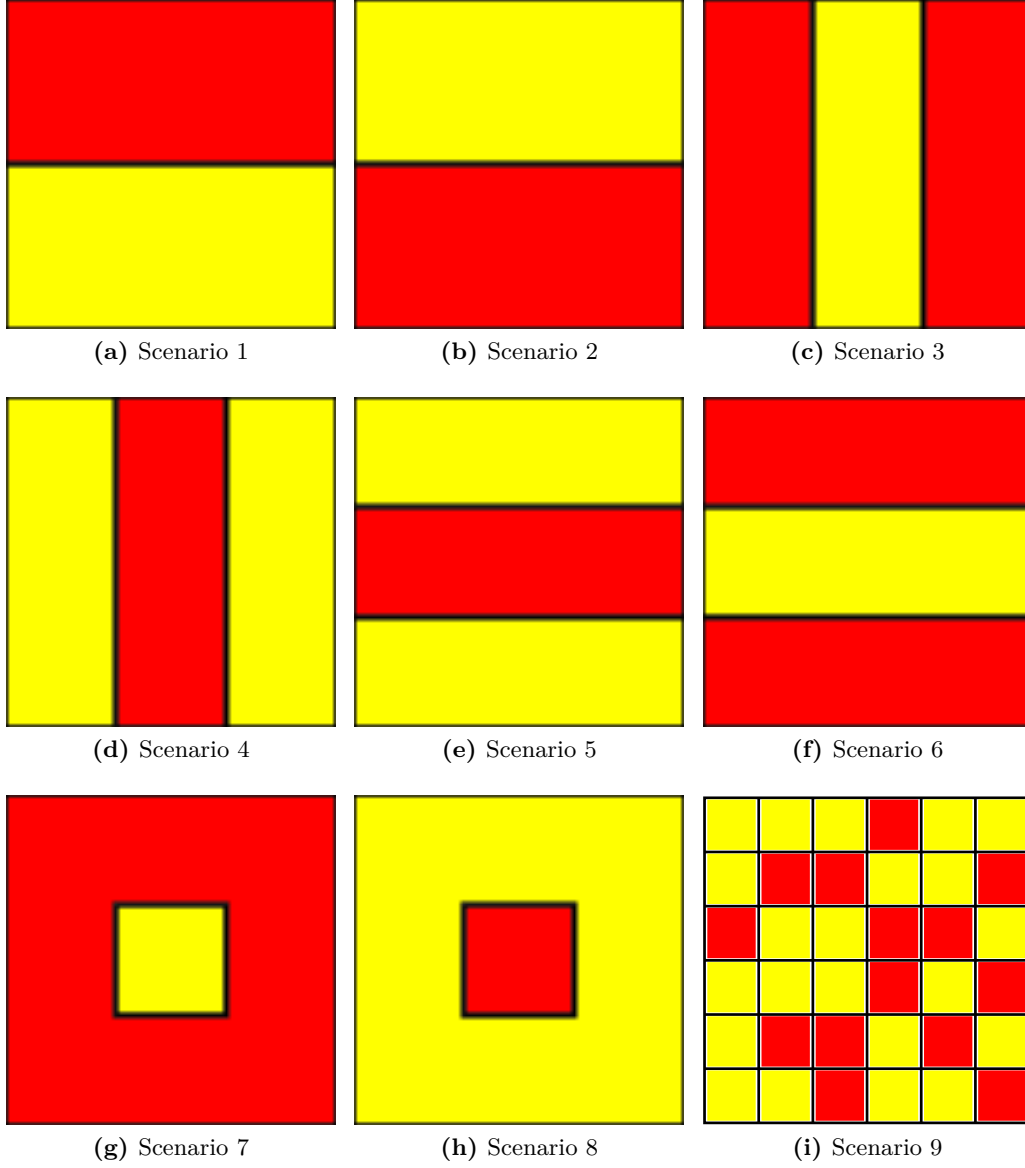 (a) Scenario 1
(b) Scenario 2
(c) Scenario 3
(d) Scenario 4
(e) Scenario 5
(f) Scenario 6
(g) Scenario 7
(h) Scenario 8
(i) Scenario 9